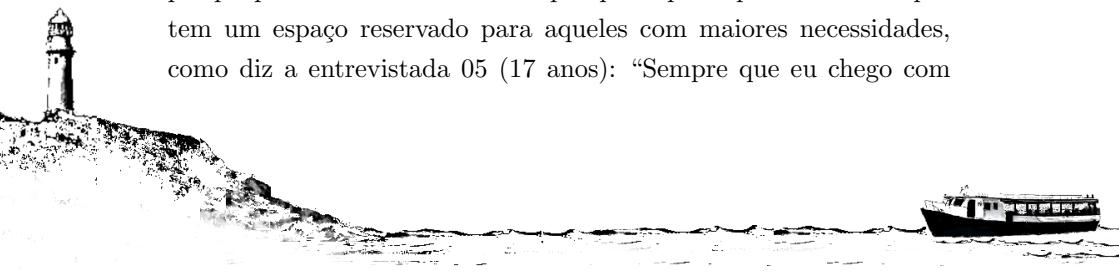 tem um espaço reservado para aqueles com maiores necessidades,
como diz a entrevistada 05 (17 anos): “Sempre que eu chego com